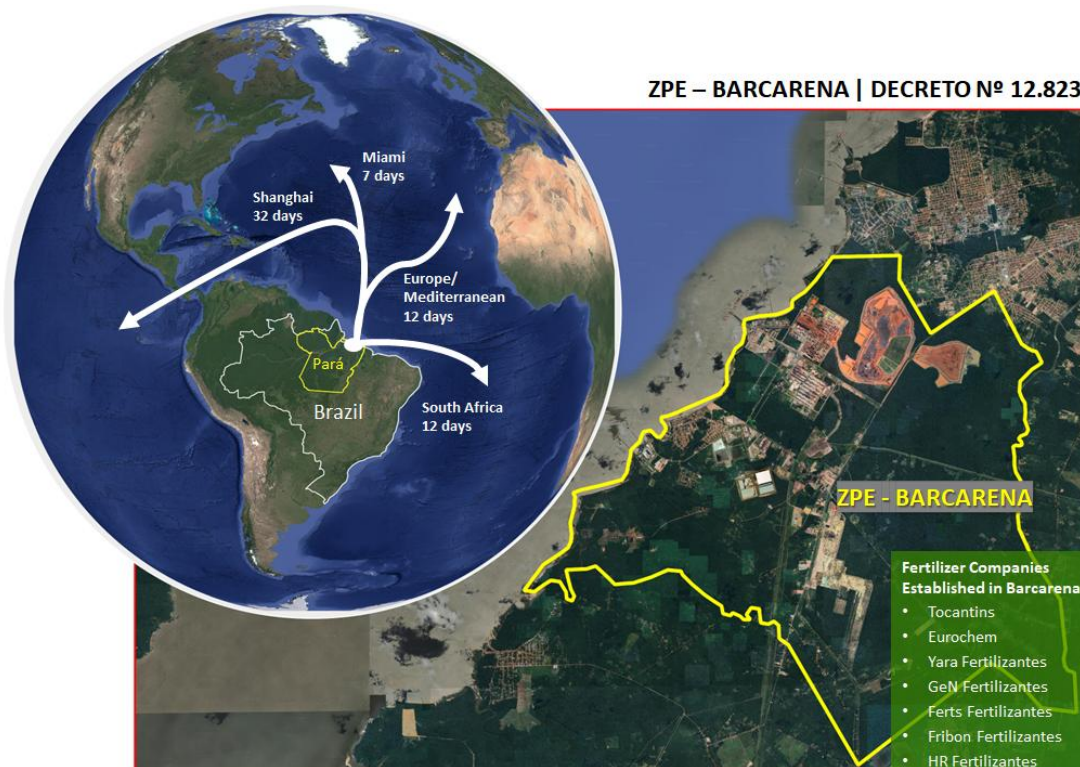 ZPE – BARCARENA | DECRETO Nº 12.823
Miami
7 days
Shanghai
32 days
Europe/
Mediterranean
12 days
Pará
Brazil
South Africa
12 days
ZPE - BARCARENA
Fertilizer Companies
Established in Barcarena
• Tocantins
• Eurochem
• Yara Fertilizantes
• GeN Fertilizantes
• Ferts Fertilizantes
• Fribon Fertilizantes
• HR Fertilizantes